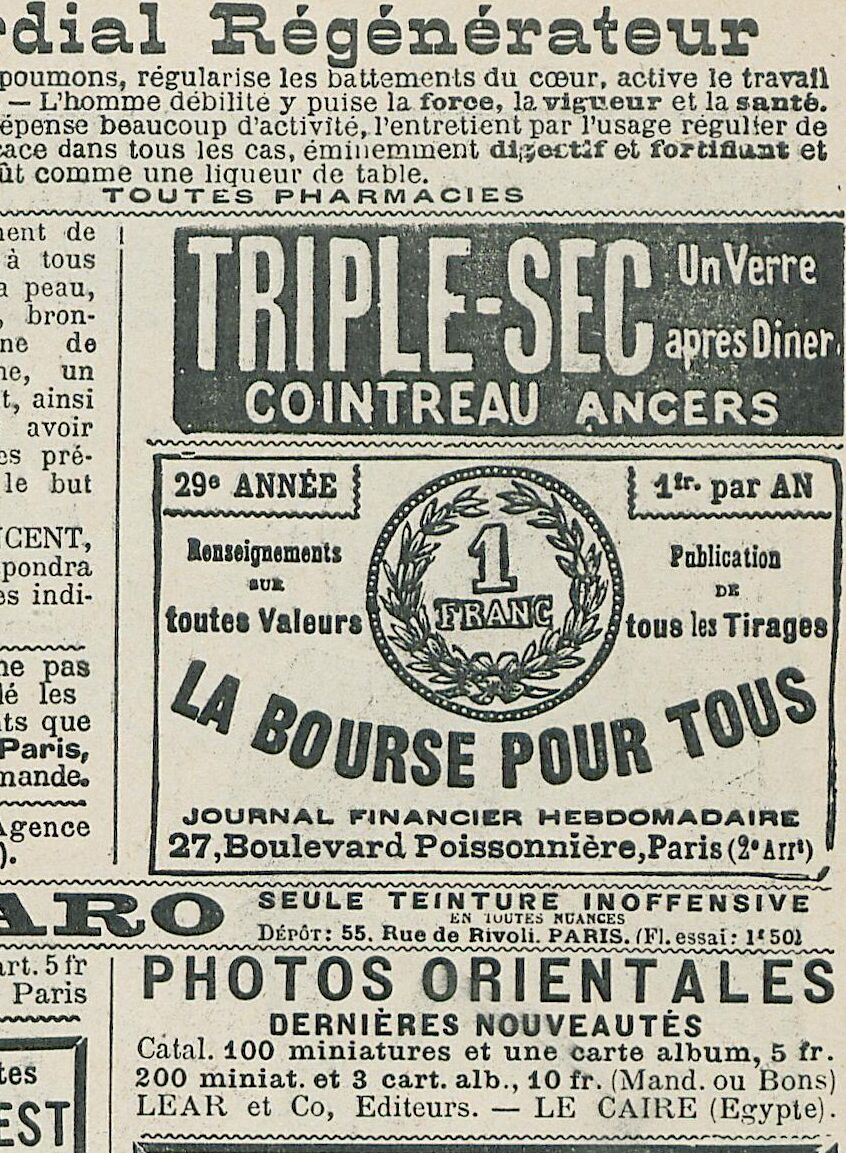 rdial Régénérateur
poumons, régularise les battements du cœur, active le travail
— L'homme débilité y puise la force, la vigueur et la santé.
épense beaucoup d'activité, l'entretient par l'usage régulier de
cace dans tous les cas, éminemment digectif et fortifiant et
ût comme une liqueur de table.
TOUTES PHARMACIES
ment de
à tous
a peau,
, bron-
ne de
ne, un
t, ainsi
avoir
es pré-
le but
NCENT,
pondra
es indi-
ne pas
lé les
nts que
Paris,
mande.
Agence
).
TRIPLE-SEC
Un Verre
après Diner.
COINTREAU ANGERS
29e ANNÉE
1fr. par AN
Renseignements
SUR
toutes Valeurs
1
FRANC
Publication
DE
tous les Tirages
LA BOURSE POUR TOUS
JOURNAL FINANCIER HEBDOMADAIRE
27, Boulevard Poissonnière, Paris (2e Arrt)
ARO
SEULE TEINTURE INOFFENSIVE
EN TOUTES NUANCES
Dépôt: 55, Rue de Rivoli. PARIS. (Fl. essai: 1f 50)
art. 5 fr
Paris
tes
EST
PHOTOS ORIENTALES
DERNIÈRES NOUVEAUTÉS
Catal. 100 miniatures et une carte album, 5 fr.
200 miniat. et 3 cart. alb., 10 fr. (Mand. ou Bons)
LEAR et Co, Editeurs. — LE CAIRE (Egypte).